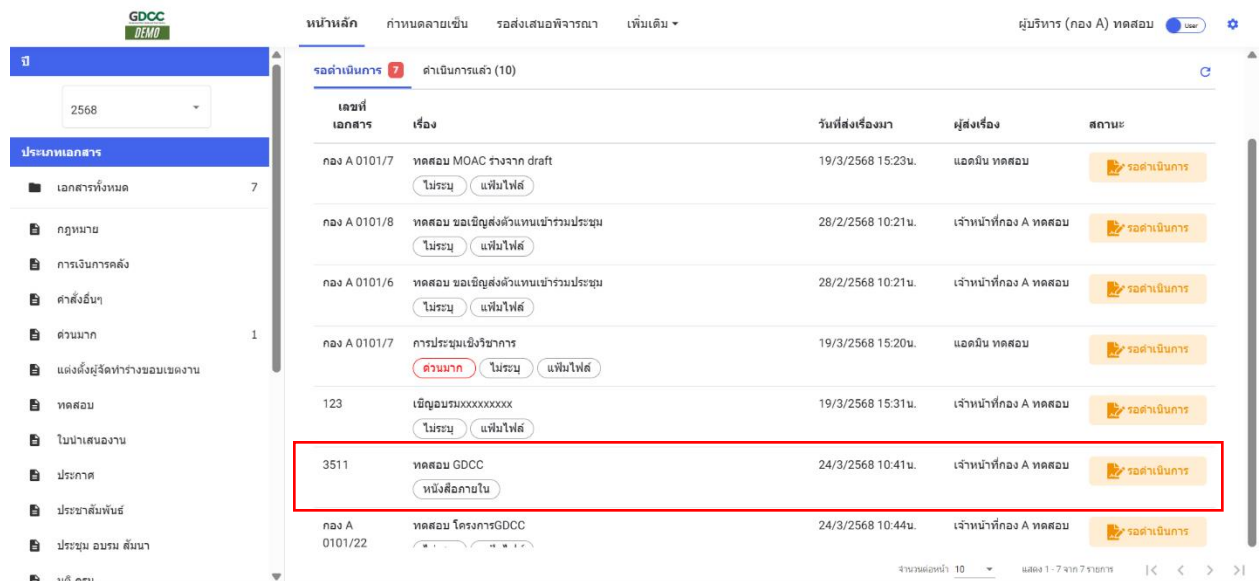 GDCC
DEMO
หน้าหลัก กำหนดลายเซ็น รอส่งเสนอพิจารณา เพิ่มเติม
ผู้บริหาร (กอง A) ทดสอบ User
ปี
2568
ประเภทเอกสาร
เอกสารทั้งหมด 7
กฎหมาย
การเงินการคลัง
คำสั่งอื่นๆ
ด่วนมาก 1
แต่งตั้งผู้จัดทำร่างขอบเขตงาน
ทดสอบ
ใบนำเสนองาน
ประกาศ
ประชาสัมพันธ์
ประชุม อบรม สัมนา
รอดำเนินการ 7 ดำเนินการแล้ว (10)
เลขที่
เอกสาร เรื่อง วันที่ส่งเรื่องมา ผู้ส่งเรื่อง สถานะ
กอง A 0101/7 ทดสอบ MOAC ร่างจาก draft 19/3/2568 15:23น. แอดมิน ทดสอบ รอดำเนินการ
ไม่ระบุ แฟ้มไฟล์
กอง A 0101/8 ทดสอบ ขอเชิญส่งตัวแทนเข้าร่วมประชุม 28/2/2568 10:21น. เจ้าหน้าที่กอง A ทดสอบ รอดำเนินการ
ไม่ระบุ แฟ้มไฟล์
กอง A 0101/6 ทดสอบ ขอเชิญส่งตัวแทนเข้าร่วมประชุม 28/2/2568 10:21น. เจ้าหน้าที่กอง A ทดสอบ รอดำเนินการ
ไม่ระบุ แฟ้มไฟล์
กอง A 0101/7 การประชุมเชิงวิชาการ 19/3/2568 15:20น. แอดมิน ทดสอบ รอดำเนินการ
ด่วนมาก ไม่ระบุ แฟ้มไฟล์
123 เชิญอบรมxxxxxxxxx 19/3/2568 15:31น. เจ้าหน้าที่กอง A ทดสอบ รอดำเนินการ
ไม่ระบุ แฟ้มไฟล์
3511 ทดสอบ GDCC 24/3/2568 10:41น. เจ้าหน้าที่กอง A ทดสอบ รอดำเนินการ
หนังสือภายใน
กอง A ทดสอบ โครงการGDCC 24/3/2568 10:44น. เจ้าหน้าที่กอง A ทดสอบ รอดำเนินการ
0101/22
จำนวนต่อหน้า 10 แสดง 1 - 7 จาก 7 รายการ